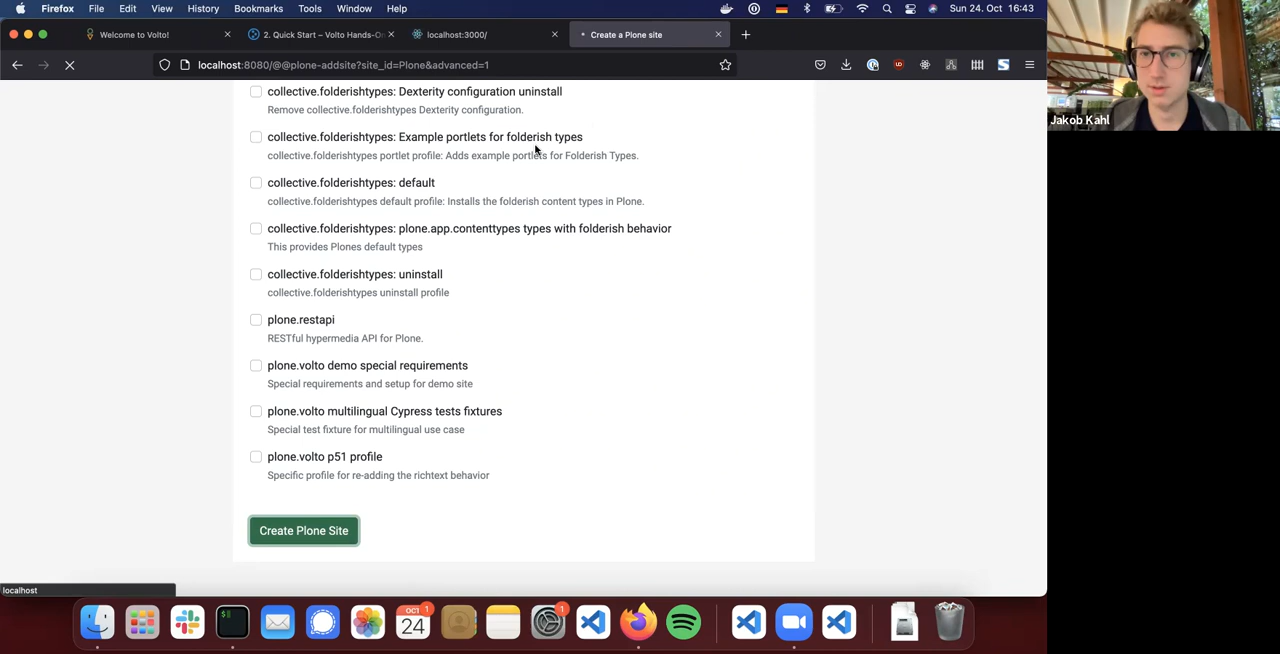 Firefox File Edit View History Bookmarks Tools Window Help Sun 24. Oct 16:43
Welcome to Volto! 2. Quick Start – Volto Hands-On localhost:3000/ Create a Plone site
localhost:8080/@@plone-addsite?site_id=Plone&advanced=1
Jakob Kahl
collective.folderishtypes: Dexterity configuration uninstall
Remove collective.folderishtypes Dexterity configuration.
collective.folderishtypes: Example portlets for folderish types
collective.folderishtypes portlet profile: Adds example portlets for Folderish Types.
collective.folderishtypes: default
collective.folderishtypes default profile: Installs the folderish content types in Plone.
collective.folderishtypes: plone.app.contenttypes types with folderish behavior
This provides Plones default types
collective.folderishtypes: uninstall
collective.folderishtypes uninstall profile
plone.restapi
RESTful hypermedia API for Plone.
plone.volto demo special requirements
Special requirements and setup for demo site
plone.volto multilingual Cypress tests fixtures
Special test fixture for multilingual use case
plone.volto p51 profile
Specific profile for re-adding the richtext behavior
Create Plone Site
localhost
OCT 1
24
1